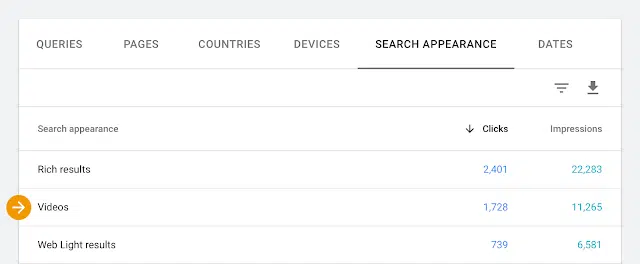 QUERIES PAGES COUNTRIES DEVICES SEARCH APPEARANCE DATES
Search appearance Clicks Impressions
Rich results 2,401 22,283
Videos 1,728 11,265
Web Light results 739 6,581